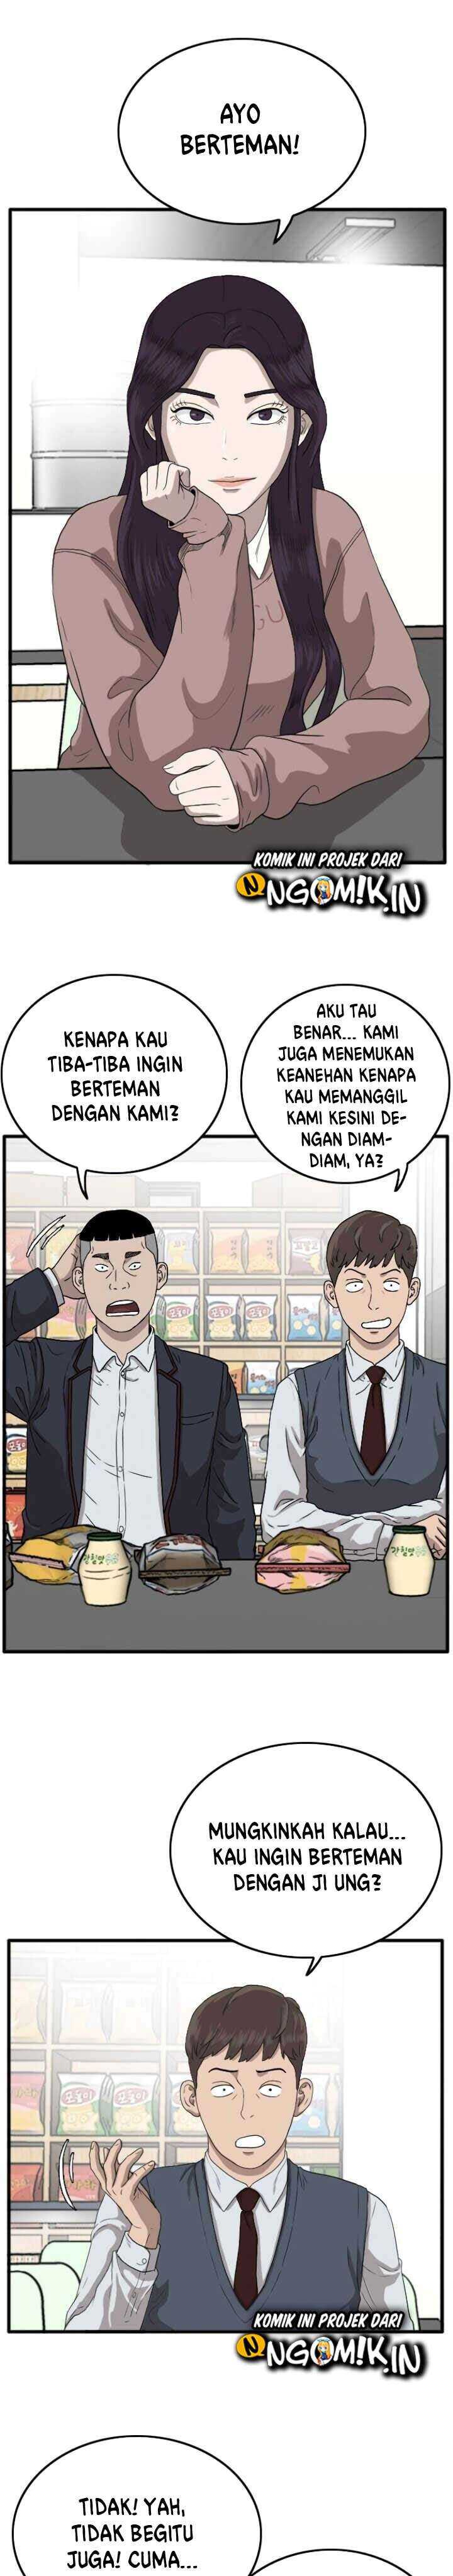 AYO
BERTEMAN!
GU
KOMIK INI PROJEK DARI
NGOMIK.IN
KENAPA KAU
TIBA-TIBA INGIN
BERTEMAN
DENGAN KAMI?
AKU TAU
BENAR... KAMI
JUGA MENEMUKAN
KEANEHAN KENAPA
KAU MEMANGGIL
KAMI KESINI DE-
NGAN DIAM-
DIAM, YA?
MUNGKINKAH KALAU...
KAU INGIN BERTEMAN
DENGAN JI UNG?
KOMIK INI PROJEK DARI
NGOMIK.IN
TIDAK! YAH,
TIDAK BEGITU
JUGA! CUMA...